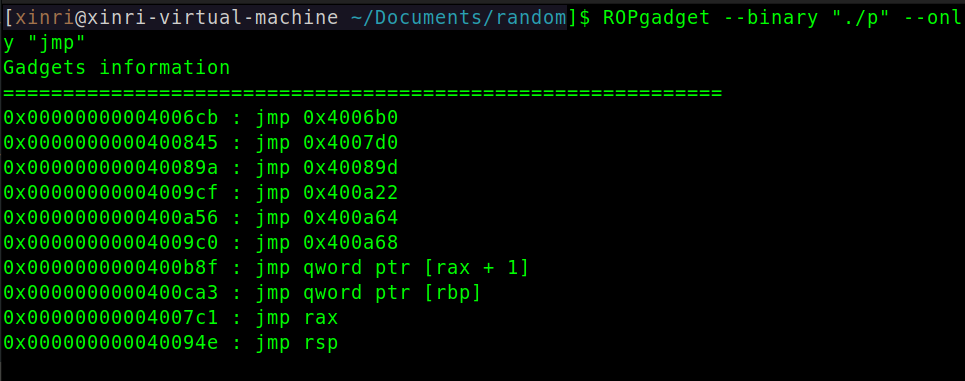 [xinri@xinri-virtual-machine ~/Documents/random]$ ROPgadget --binary "./p" --onl
y "jmp"
Gadgets information
============================================================
0x00000000004006cb : jmp 0x4006b0
0x0000000000400845 : jmp 0x4007d0
0x000000000040089a : jmp 0x40089d
0x00000000004009cf : jmp 0x400a22
0x0000000000400a56 : jmp 0x400a64
0x00000000004009c0 : jmp 0x400a68
0x0000000000400b8f : jmp qword ptr [rax + 1]
0x0000000000400ca3 : jmp qword ptr [rbp]
0x00000000004007c1 : jmp rax
0x000000000040094e : jmp rsp